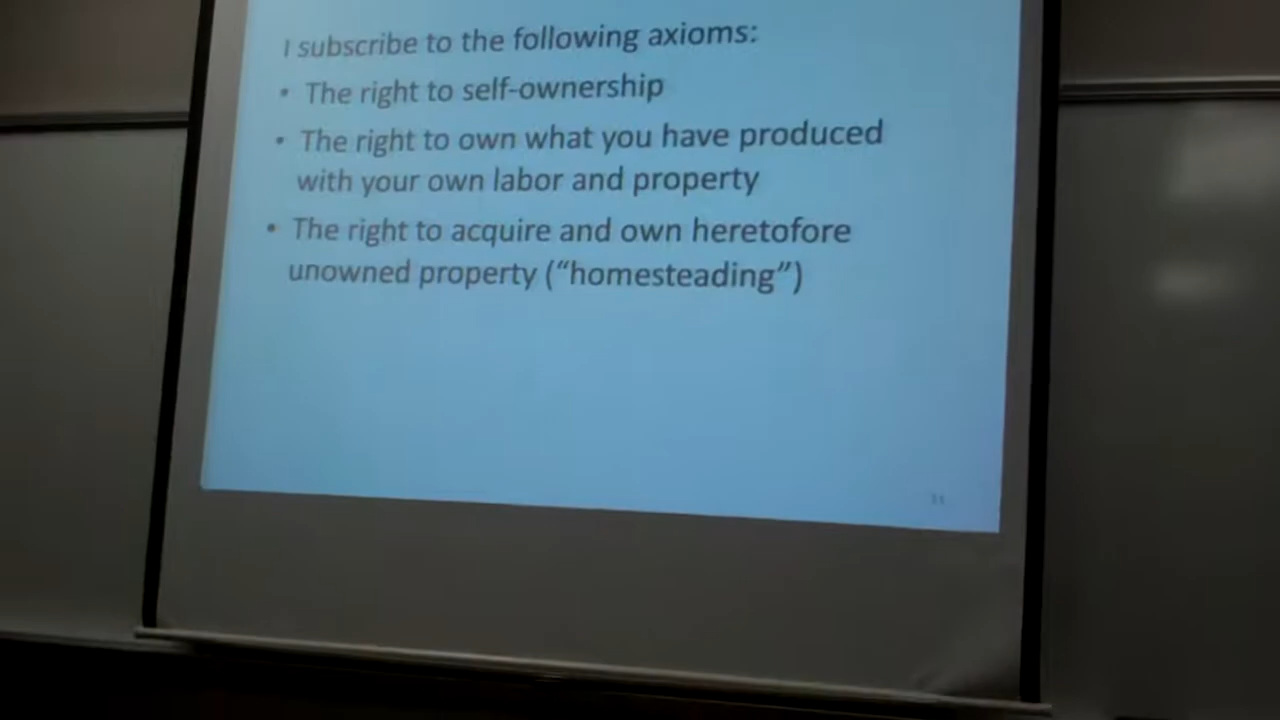 I subscribe to the following axioms:
• The right to self-ownership
• The right to own what you have produced
with your own labor and property
• The right to acquire and own heretofore
unowned property (“homesteading”)